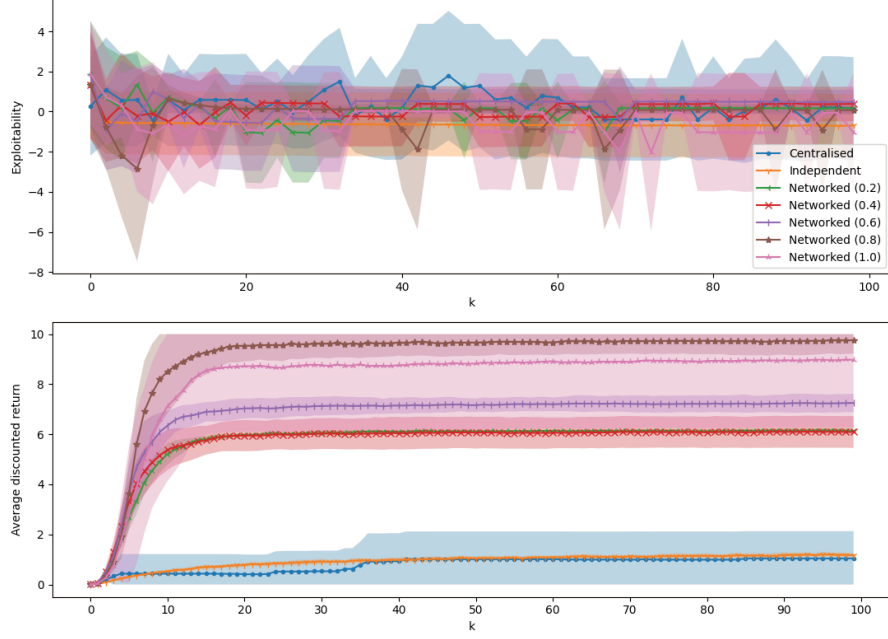 4
2
0
−2
−4
−6
−8
Exploitability
0
20
40
60
80
100
k
Centralised
Independent
Networked (0.2)
Networked (0.4)
Networked (0.6)
Networked (0.8)
Networked (1.0)
10
8
6
4
2
0
Average discounted return
0
10
20
30
40
50
60
70
80
90
100
k